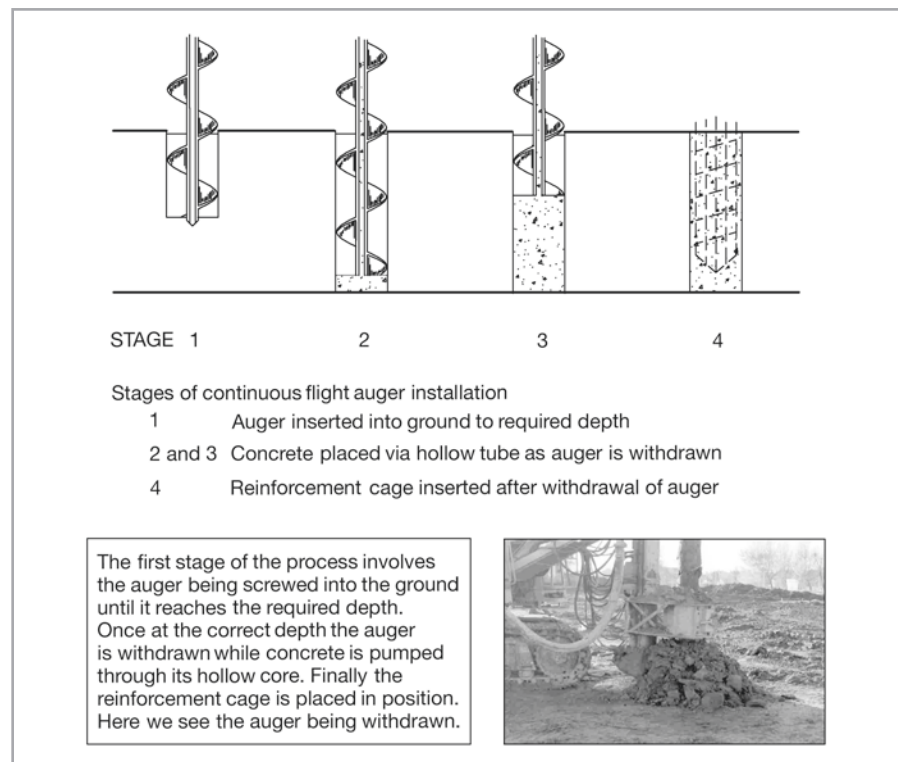 STAGE 1 2 3 4
Stages of continuous flight auger installation
1 Auger inserted into ground to required depth
2 and 3 Concrete placed via hollow tube as auger is withdrawn
4 Reinforcement cage inserted after withdrawal of auger
The first stage of the process involves
the auger being screwed into the ground
until it reaches the required depth.
Once at the correct depth the auger
is withdrawn while concrete is pumped
through its hollow core. Finally the
reinforcement cage is placed in position.
Here we see the auger being withdrawn.